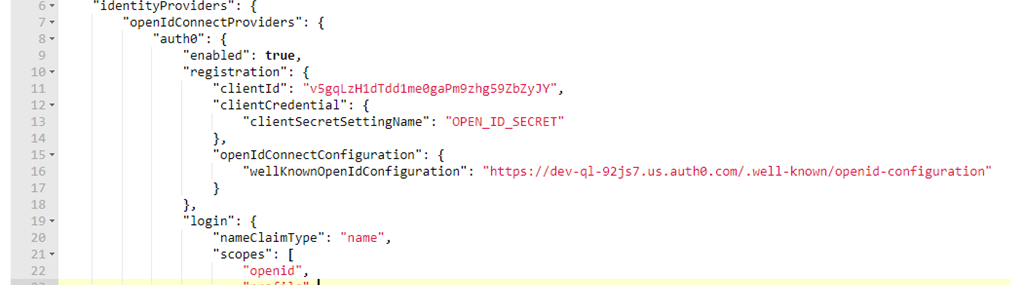 6 "identityProviders": {
7 "openIdConnectProviders": {
8 "auth0": {
9 "enabled": true,
10 "registration": {
11 "clientId": "v5gqLzH1dTdd1me0gaPm9zhg59ZbZyJY",
12 "clientCredential": {
13 "clientSecretSettingName": "OPEN_ID_SECRET"
14 },
15 "openIdConnectConfiguration": {
16 "wellKnownOpenIdConfiguration": "https://dev-ql-92js7.us.auth0.com/.well-known/openid-configuration"
17 }
18 },
19 "login": {
20 "nameClaimType": "name",
21 "scopes": [
22 "openid",